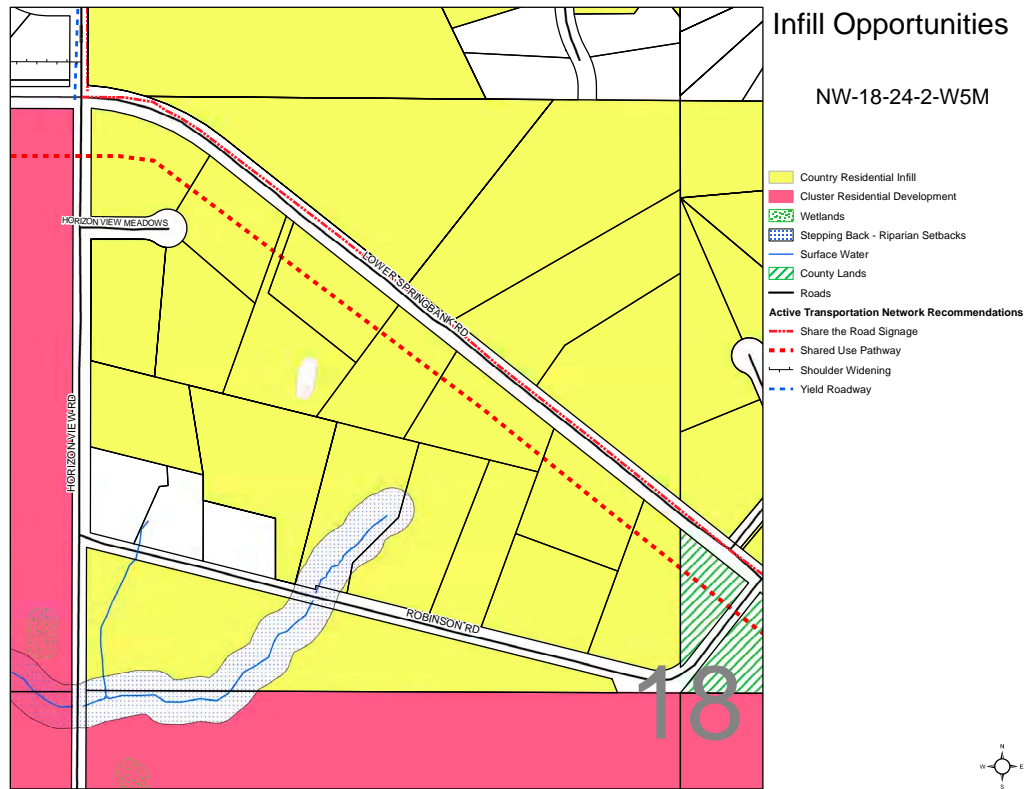 Infill Opportunities
NW-18-24-2-W5M
Country Residential Infill
Cluster Residential Development
Wetlands
Stepping Back - Riparian Setbacks
Surface Water
County Lands
Roads
Active Transportation Network Recommendations
Share the Road Signage
Shared Use Pathway
Shoulder Widening
Yield Roadway
HORIZON VIEW MEADOWS
LOWER SPRINGBANK RD
HORIZON VIEW RD
ROBINSON RD
18
N
W E
S